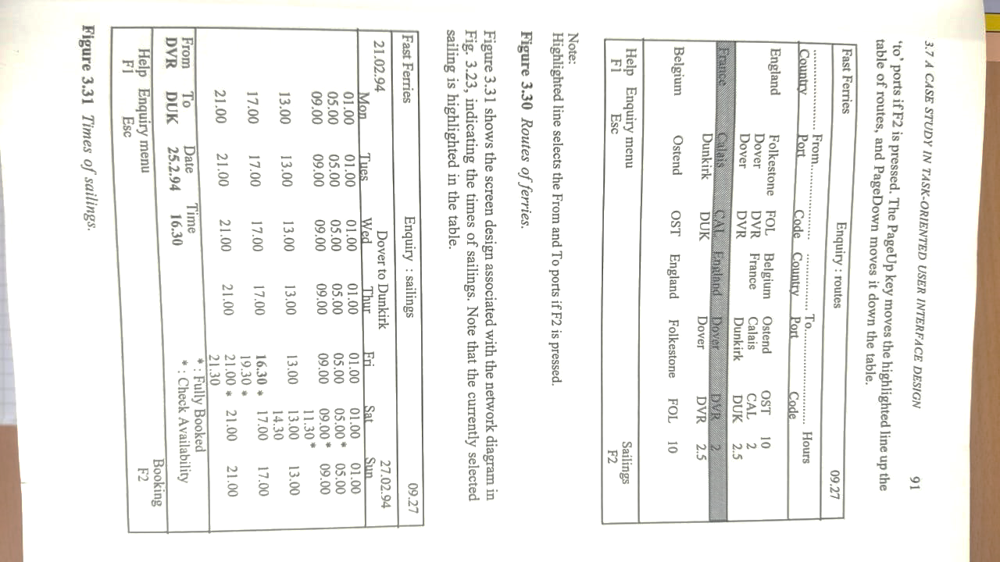 3.7 A CASE STUDY IN TASK-ORIENTED USER INTERFACE DESIGN 91
'to' ports if F2 is pressed. The PageUp key moves the highlighted line up the
table of routes, and PageDown moves it down the table.
Fast Ferries Enquiry : routes 09.27
................ From................ ................ To................ Hours
Country Port Code Country Port Code
England Folkestone FOL Belgium Ostend OST 10
Dover DVR France Calais CAL 2
Dover DVR Dunkirk DUK 2.5
France Calais CAL England Dover DVR 2
Dunkirk DUK Dover DVR 2.5
Belgium Ostend OST England Folkestone FOL 10
Help Enquiry menu Sailings
F1 Esc F2
Note:
Highlighted line selects the From and To ports if F2 is pressed.
Figure 3.30 Routes of ferries.
Figure 3.31 shows the screen design associated with the network diagram in
Fig. 3.23, indicating the times of sailings. Note that the currently selected
sailing is highlighted in the table.
Fast Ferries Enquiry : sailings 09.27
21.02.94 Dover to Dunkirk 27.02.94
Mon Tues Wed Thur Fri Sat Sun
01.00 01.00 01.00 01.00 01.00 01.00 01.00
05.00 05.00 05.00 05.00 05.00 05.00 * 05.00
09.00 09.00 09.00 09.00 09.00 09.00 * 09.00
11.30 *
13.00 13.00 13.00 13.00 13.00 13.00 13.00
14.30
17.00 17.00 17.00 17.00 16.30 * 17.00 17.00
19.30 *
21.00 21.00 21.00 21.00 21.00 * 21.00 21.00
21.30
* : Fully Booked
From To Date Time * : Check Availability
DVR DUK 25.2.94 16.30
Help Enquiry menu Booking
F1 Esc F2
Figure 3.31 Times of sailings.